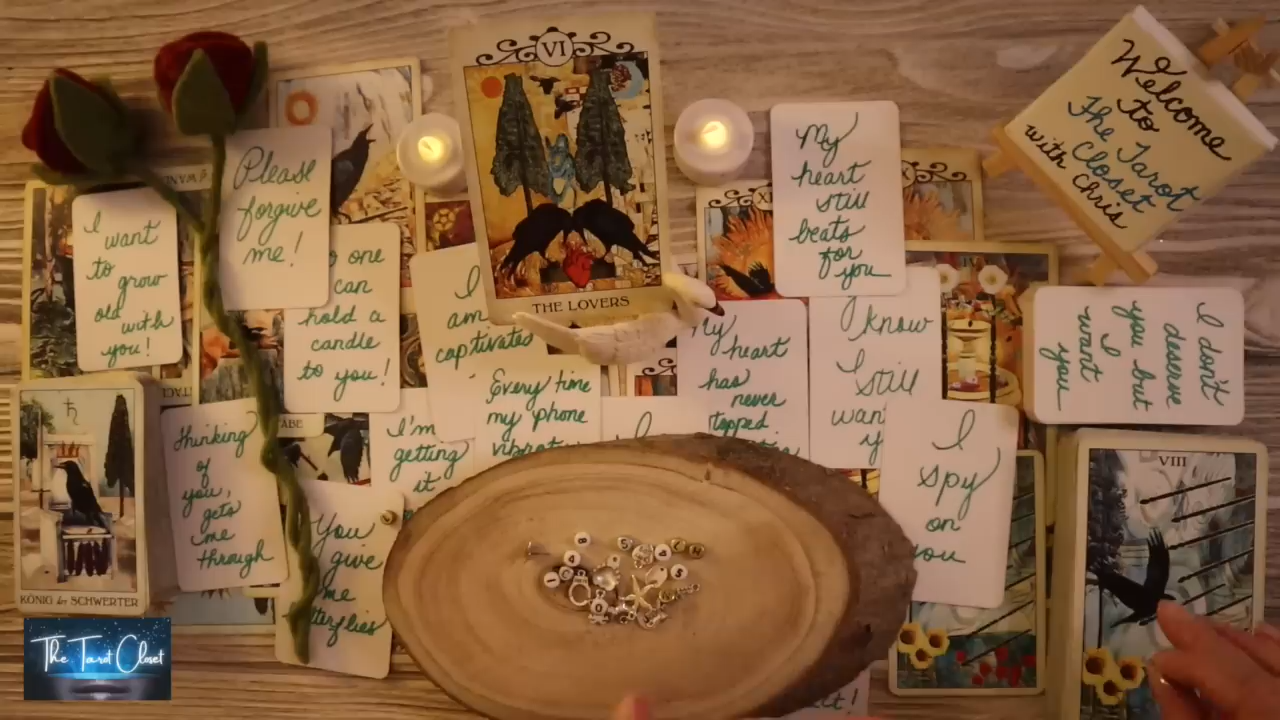 VI
THE LOVERS
Welcome
To
The Tarot
Closet
with Chris
My
heart
still
beats
for
you
Please
forgive
me!
I
want
to
grow
old with
you!
one
can
hold a
candle
to you!
I
am
captivated
Every time
my phone
My
heart
has
never
I know
I still
I'm
getting
it
I don't
deserve
you but
I
want
you
I
spy
on
you
Thinking
of
you,
gets
me
through
You
give
me
VIII
KÖNIG der SCHWERTER
The Tarot Closet